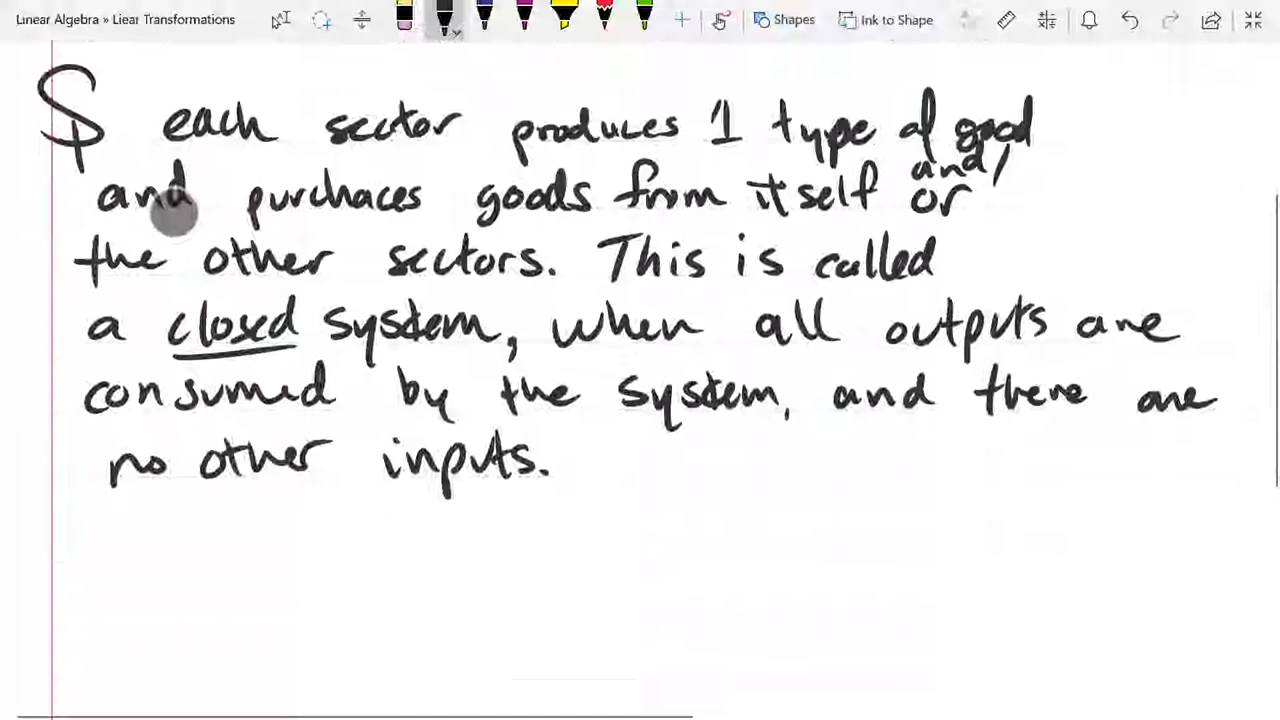 Linear Algebra » Liear Transformations
Shapes
Ink to Shape
each sector produces 1 type of good
and purchaces goods from itself and/
or
the other sectors. This is called
a closed system, when all outputs are
consumed by the system, and there are
no other inputs.